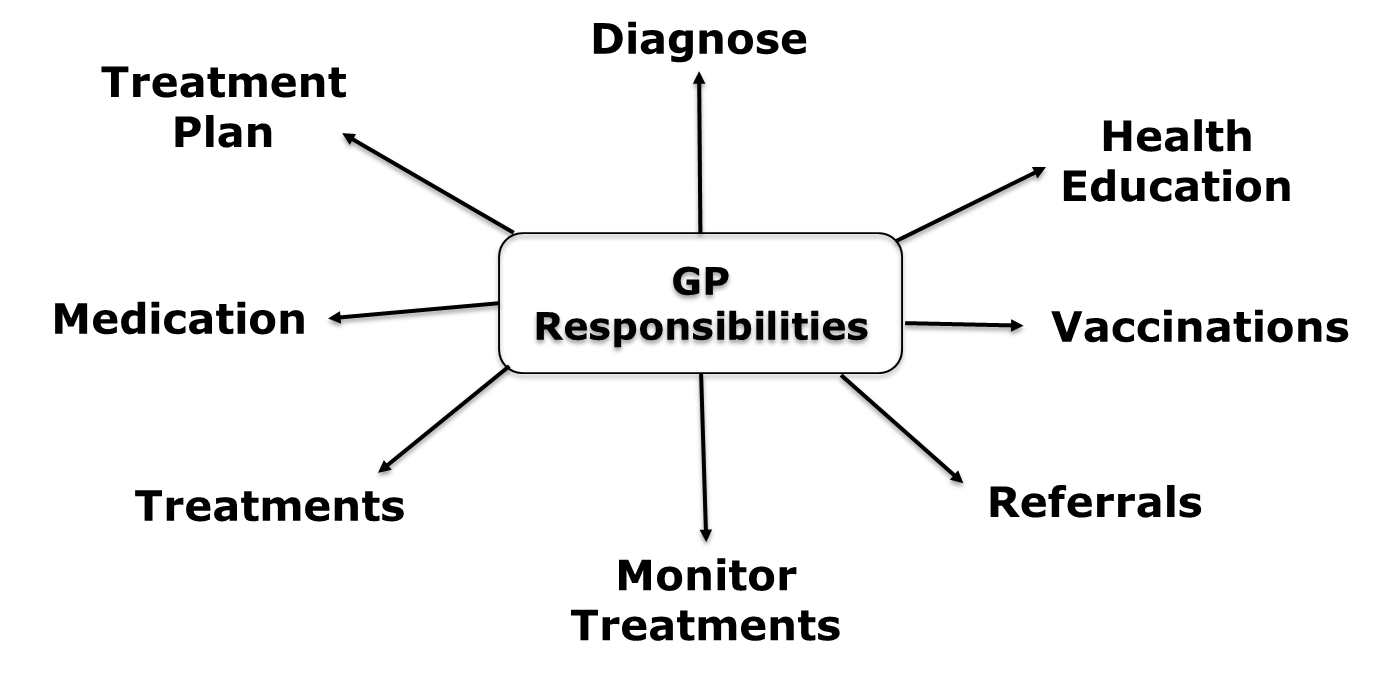 Diagnose
Treatment
Plan
Health
Education
GP
Responsibilities
Medication
Vaccinations
Treatments
Referrals
Monitor
Treatments